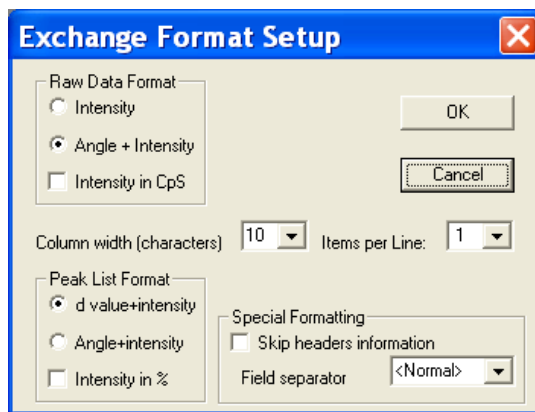 Exchange Format Setup
Raw Data Format
Intensity
Angle + Intensity
Intensity in CpS
OK
Cancel
Column width (characters) 10 Items per Line: 1
Peak List Format
d value+intensity
Angle+intensity
Intensity in %
Special Formatting
Skip headers information
Field separator <Normal>